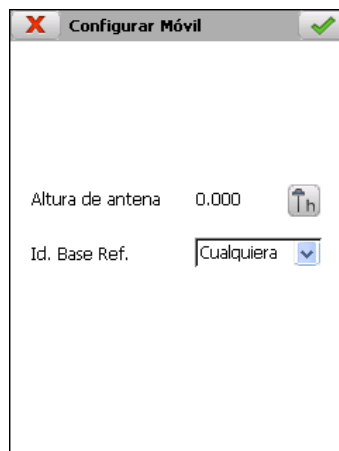 Configurar Móvil
Altura de antena 0.000 h
Id. Base Ref. Cualquiera